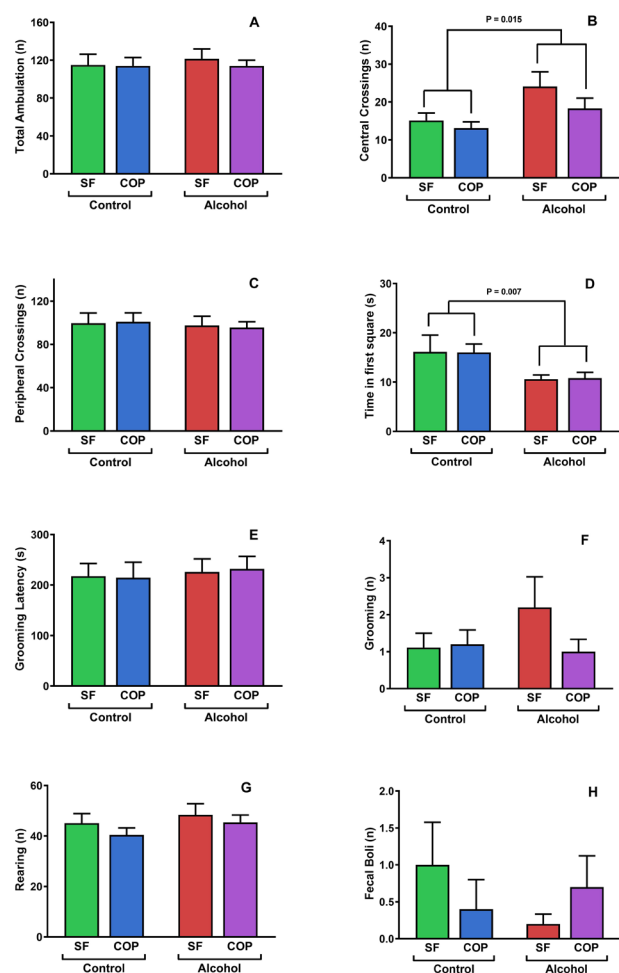 A
Total Ambulation (n)
160
120
80
40
0
SF COP SF COP
Control Alcohol
B
P = 0.015
Central Crossings (n)
40
30
20
10
0
SF COP SF COP
Control Alcohol
C
Peripheral Crossings (n)
120
80
40
0
SF COP SF COP
Control Alcohol
D
P = 0.007
Time in first square (s)
30
20
10
0
SF COP SF COP
Control Alcohol
E
Grooming Latency (s)
300
200
100
0
SF COP SF COP
Control Alcohol
F
Grooming (n)
4
3
2
1
0
SF COP SF COP
Control Alcohol
G
Rearing (n)
60
40
20
0
SF COP SF COP
Control Alcohol
H
Fecal Boli (n)
2.0
1.5
1.0
0.5
0.0
SF COP SF COP
Control Alcohol